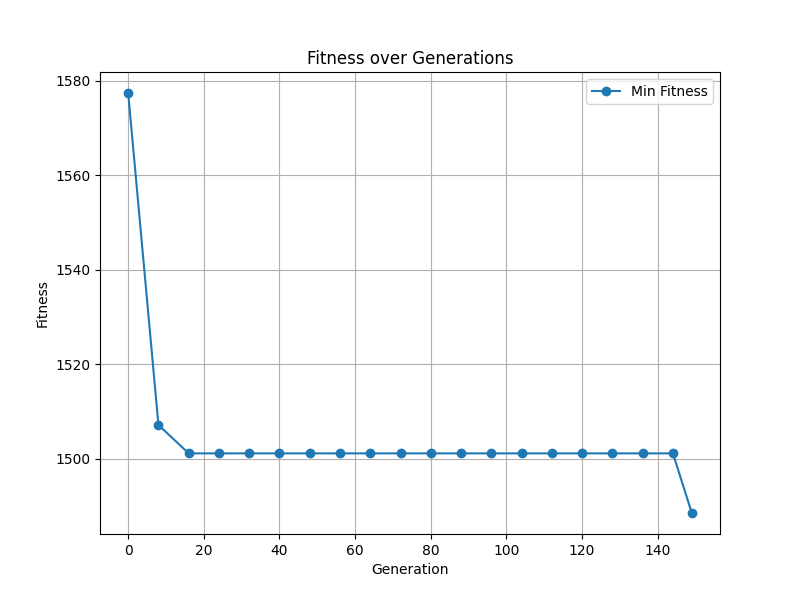 Fitness over Generations
Min Fitness
1580
1560
1540
1520
1500
Fitness
0 20 40 60 80 100 120 140
Generation